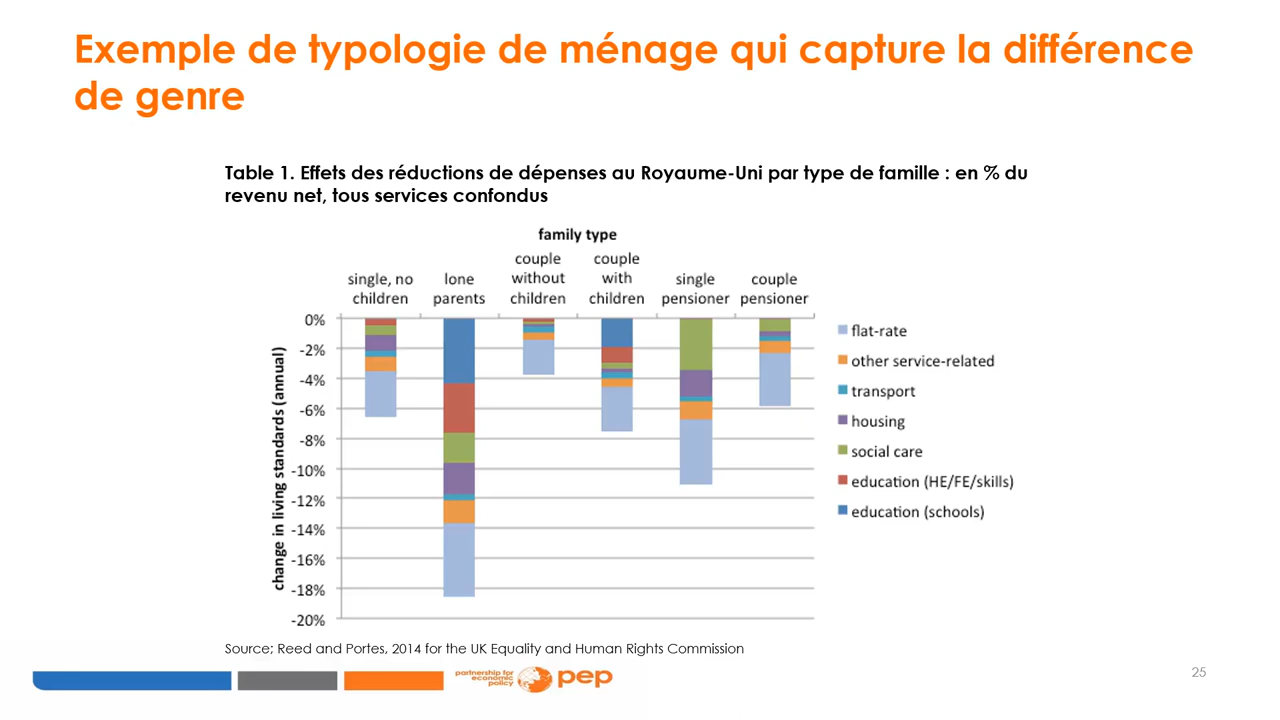 Exemple de typologie de ménage qui capture la différence
de genre
Table 1. Effets des réductions de dépenses au Royaume-Uni par type de famille : en % du
revenu net, tous services confondus
family type
single, no
children
lone
parents
couple
without
children
couple
with
children
single
pensioner
couple
pensioner
change in living standards (annual)
0%
-2%
-4%
-6%
-8%
-10%
-12%
-14%
-16%
-18%
-20%
flat-rate
other service-related
transport
housing
social care
education (HE/FE/skills)
education (schools)
Source; Reed and Portes, 2014 for the UK Equality and Human Rights Commission
partnership for
economic
policy
pep
25